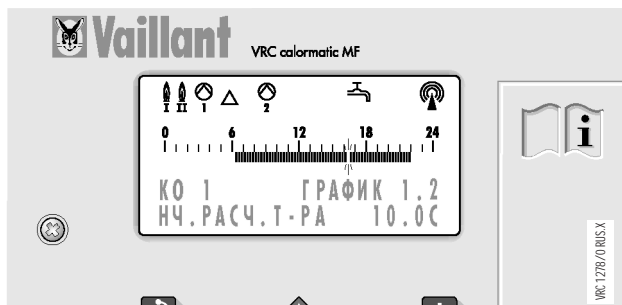 Vaillant
VRC calormatic MF
I II 1 2
0 6 12 18 24
КО 1 ГРАФИК 1.2
НЧ.РАСЧ.Т-РА 10.0С
i
VRC 1278/0 RUS.X